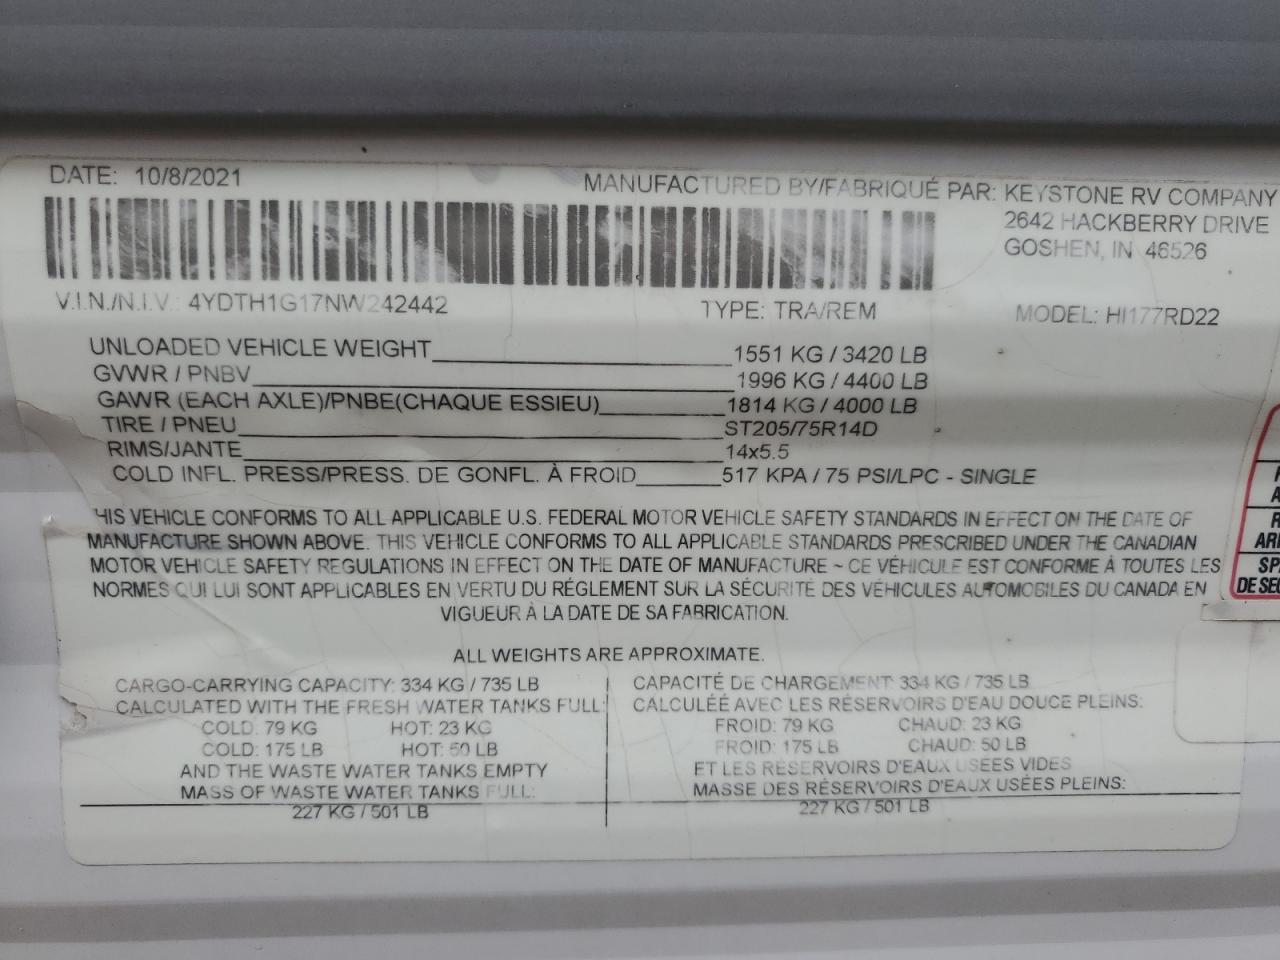 DATE: 10/8/2021
MANUFACTURED BY/FABRIQUÉ PAR: KEYSTONE RV COMPANY
2642 HACKBERRY DRIVE
GOSHEN, IN 46526
V.I.N./N.I.V.: 4YDTH1G17NW242442 TYPE: TRA/REM MODEL: HI177RD22
UNLOADED VEHICLE WEIGHT 1551 KG / 3420 LB
GVWR / PNBV 1996 KG / 4400 LB
GAWR (EACH AXLE)/PNBE(CHAQUE ESSIEU) 1814 KG / 4000 LB
TIRE / PNEU ST205/75R14D
RIMS/JANTE 14x5.5
COLD INFL. PRESS/PRESS. DE GONFL. À FROID 517 KPA / 75 PSI/LPC - SINGLE
HIS VEHICLE CONFORMS TO ALL APPLICABLE U.S. FEDERAL MOTOR VEHICLE SAFETY STANDARDS IN EFFECT ON THE DATE OF
MANUFACTURE SHOWN ABOVE. THIS VEHICLE CONFORMS TO ALL APPLICABLE STANDARDS PRESCRIBED UNDER THE CANADIAN
MOTOR VEHICLE SAFETY REGULATIONS IN EFFECT ON THE DATE OF MANUFACTURE ~ CE VÉHICULE EST CONFORME À TOUTES LES
NORMES QUI LUI SONT APPLICABLES EN VERTU DU RÉGLEMENT SUR LA SÉCURITÉ DES VÉHICULES AUTOMOBILES DU CANADA EN
VIGUEUR À LA DATE DE SA FABRICATION.
ALL WEIGHTS ARE APPROXIMATE.
CARGO-CARRYING CAPACITY: 334 KG / 735 LB
CALCULATED WITH THE FRESH WATER TANKS FULL:
COLD: 79 KG HOT: 23 KG
COLD: 175 LB HOT: 50 LB
AND THE WASTE WATER TANKS EMPTY
MASS OF WASTE WATER TANKS FULL:
227 KG / 501 LB
CAPACITÉ DE CHARGEMENT: 334 KG / 735 LB
CALCULÉE AVEC LES RÉSERVOIRS D'EAU DOUCE PLEINS:
FROID: 79 KG CHAUD: 23 KG
FROID: 175 LB CHAUD: 50 LB
ET LES RÉSERVOIRS D'EAUX USÉES VIDES
MASSE DES RÉSERVOIRS D'EAUX USÉES PLEINS:
227 KG / 501 LB